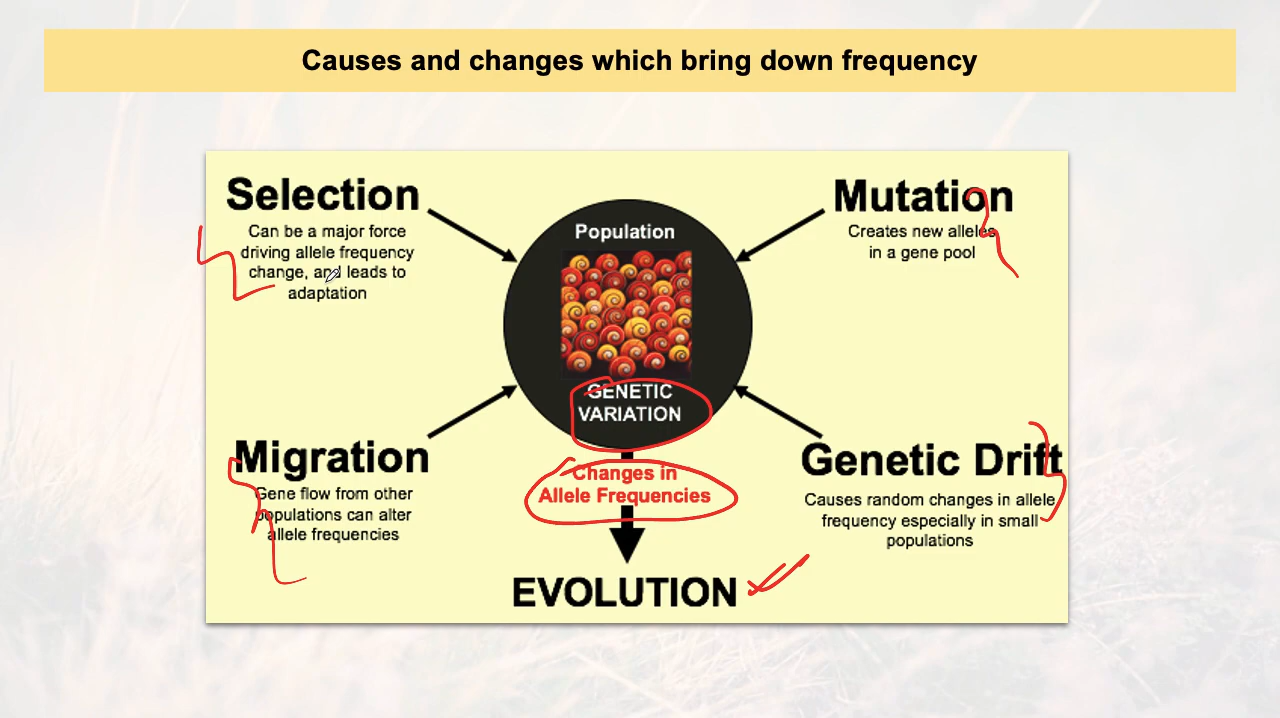 Causes and changes which bring down frequency
Selection
Can be a major force
driving allele frequency
change, and leads to
adaptation
Mutation
Creates new alleles
in a gene pool
Population
GENETIC
VARIATION
Migration
Gene flow from other
populations can alter
allele frequencies
Changes in
Allele Frequencies
Genetic Drift
Causes random changes in allele
frequency especially in small
populations
EVOLUTION